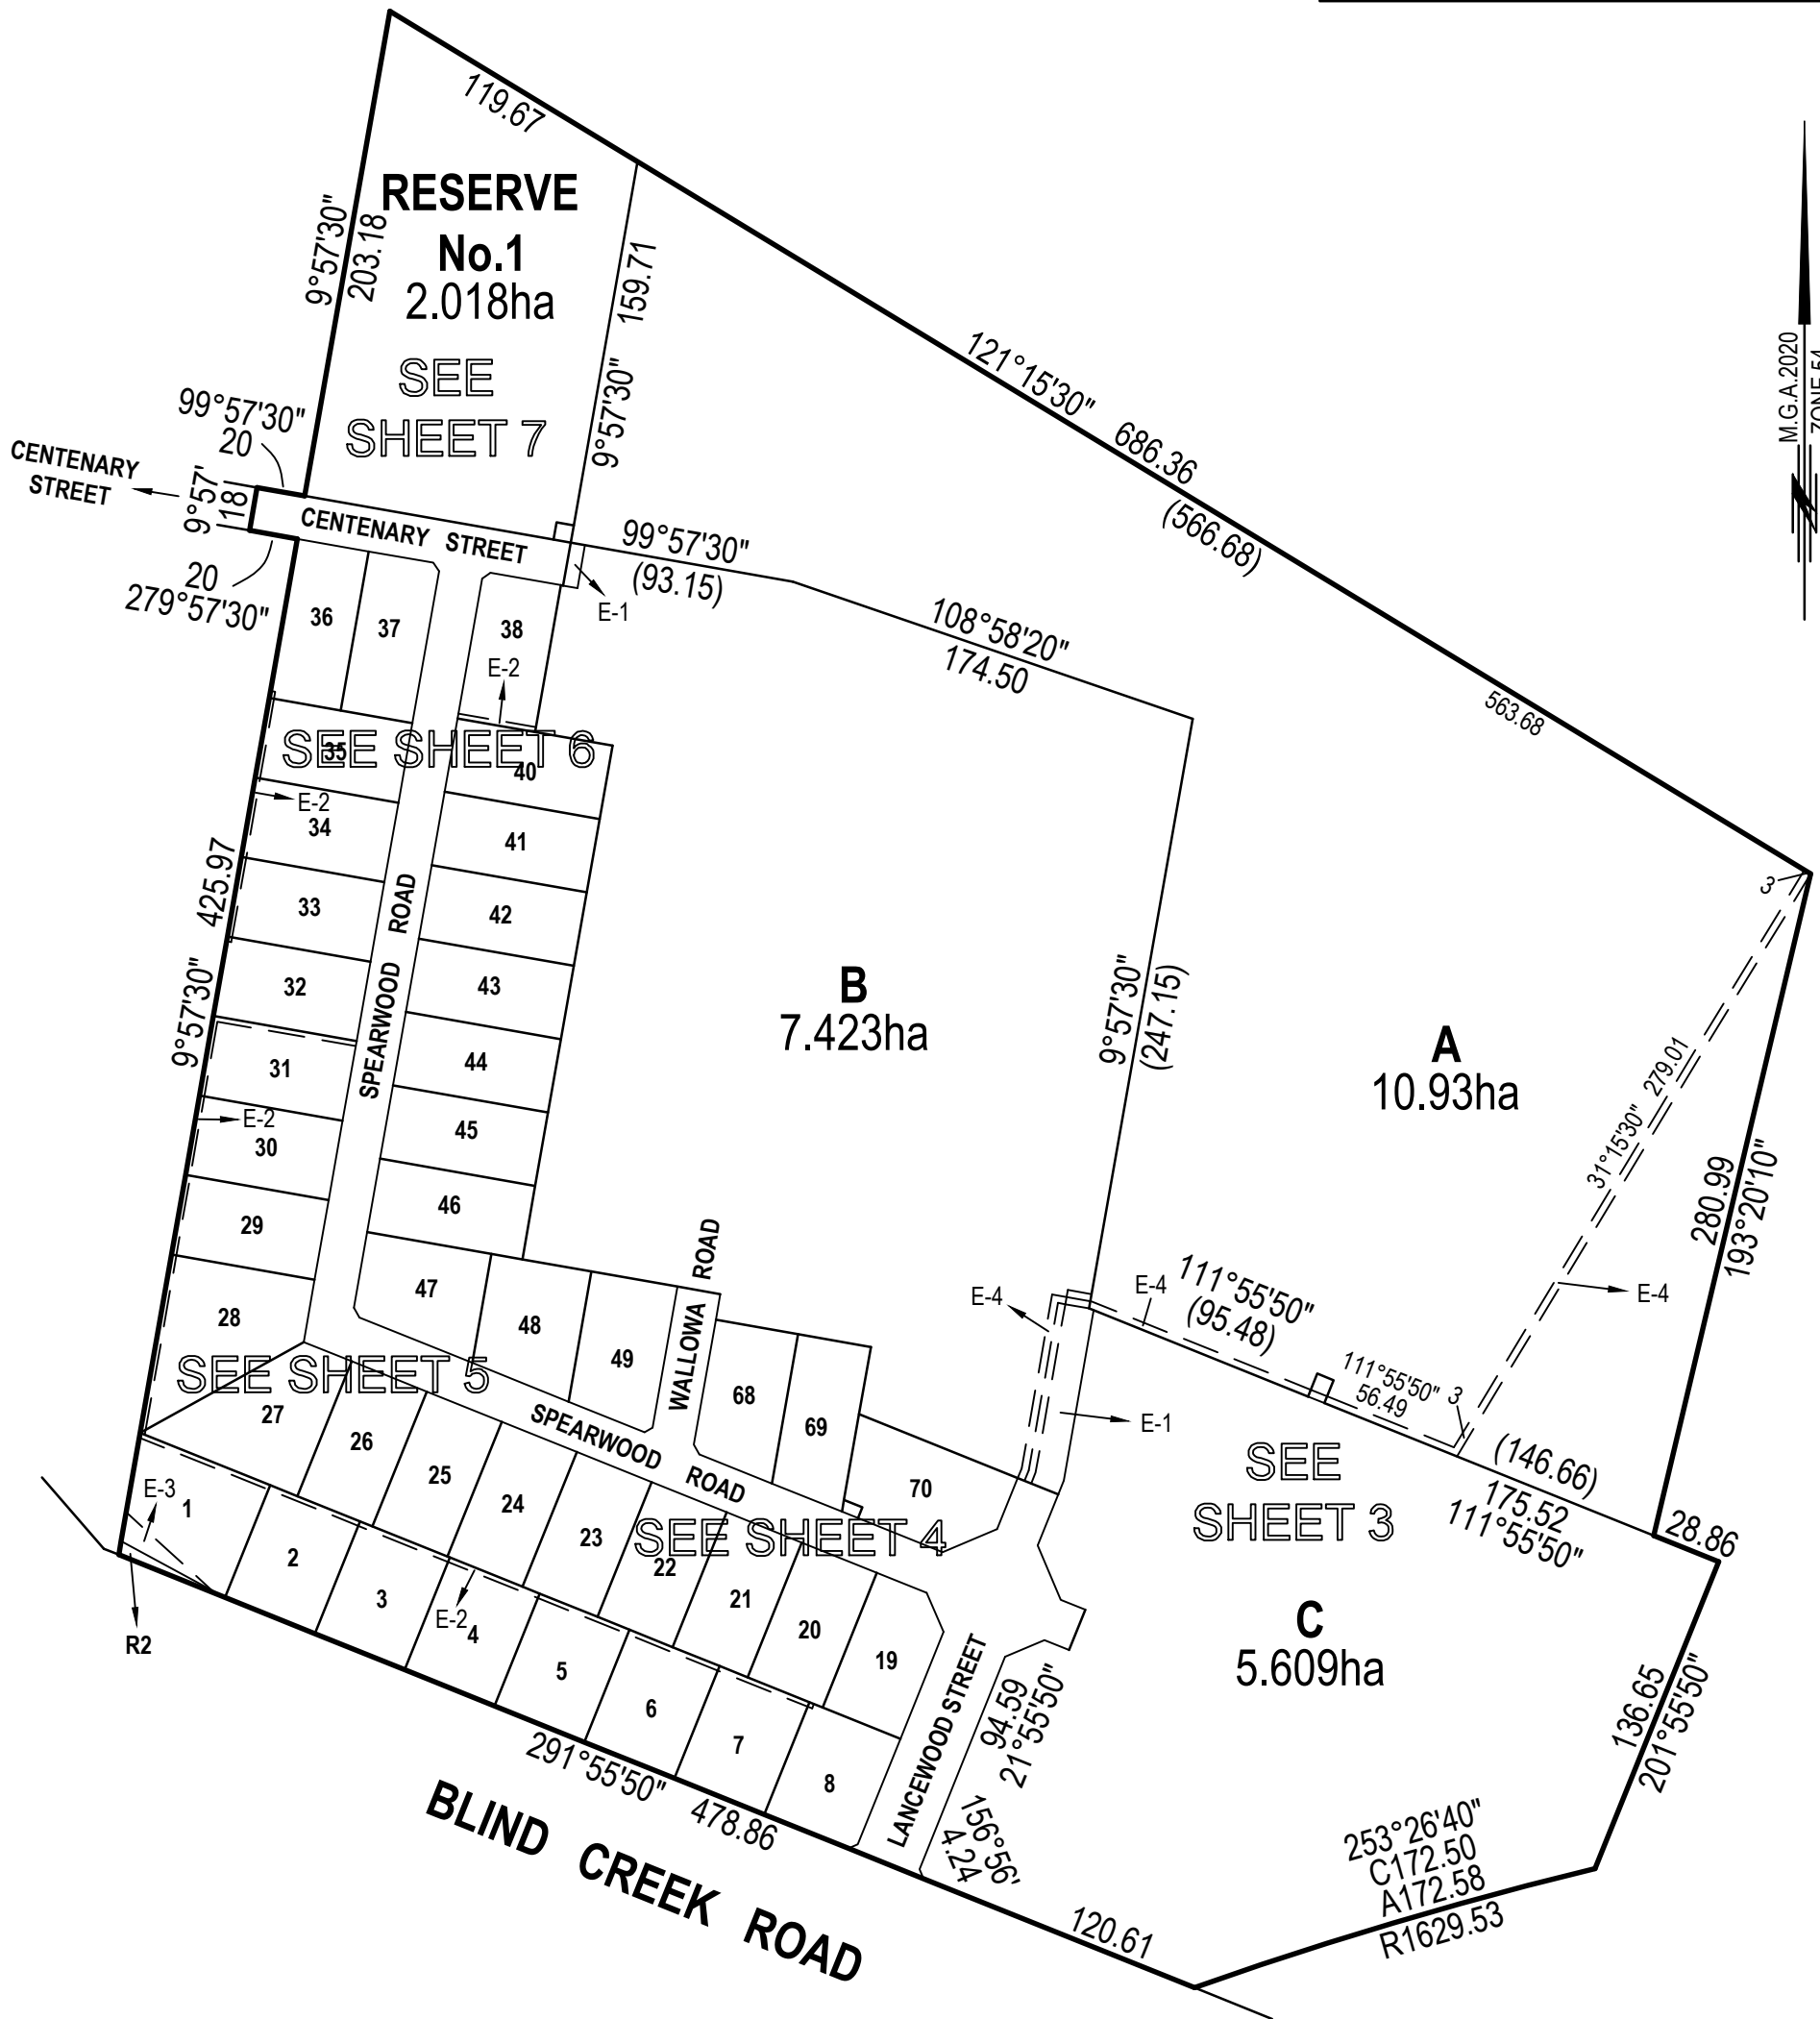 119.67
RESERVE
No.1
2.018ha
9°57'30"
203.18
159.71
9°57'30"
SEE
SHEET 7
121°15'30"
686.36
(566.68)
563.68
M.G.A.2020
ZONE 54
99°57'30"
20
CENTENARY
STREET
9°57'
18
CENTENARY STREET
99°57'30"
(93.15)
20
279°57'30"
E-1
108°58'20"
174.50
36
37
38
E-2
SEE SHEET 6
35
40
E-2
34
41
425.97
9°57'30"
33
42
SPEARWOOD ROAD
32
43
31
44
E-2
30
45
29
46
B
7.423ha
9°57'30"
(247.15)
A
10.93ha
3
31°15'30" 279.01
280.99
193°20'10"
E-4
28
47
48
49
WALLOWA ROAD
68
69
E-4
E-4
111°55'50"
(95.48)
111°55'50"
56.49
3
E-1
SEE SHEET 5
27
26
25
24
23
22
21
20
19
SPEARWOOD ROAD
70
SEE SHEET 4
SEE
SHEET 3
(146.66)
175.52
111°55'50"
28.86
E-3
1
2
3
E-2
4
5
6
7
8
R2
C
5.609ha
136.65
201°55'50"
LANCEWOOD STREET
94.59
21°55'50"
156°56'
4.24
291°55'50"
478.86
BLIND CREEK ROAD
120.61
253°26'40"
C172.50
A172.58
R1629.53